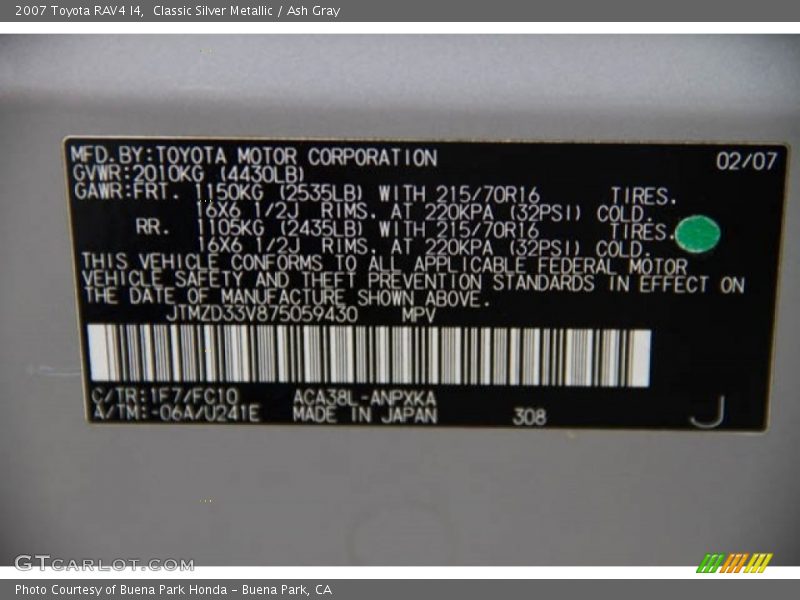 2007 Toyota RAV4 I4,  Classic Silver Metallic / Ash Gray
MFD.BY:TOYOTA MOTOR CORPORATION 02/07
GVWR:2010KG (4430LB)
GAWR:FRT. 1150KG (2535LB) WITH 215/70R16 TIRES.
16X6 1/2J RIMS. AT 220KPA (32PSI) COLD.
RR. 1105KG (2435LB) WITH 215/70R16 TIRES.
16X6 1/2J RIMS. AT 220KPA (32PSI) COLD.
THIS VEHICLE CONFORMS TO ALL APPLICABLE FEDERAL MOTOR
VEHICLE SAFETY AND THEFT PREVENTION STANDARDS IN EFFECT ON
THE DATE OF MANUFACTURE SHOWN ABOVE.
JTMZD33V875059430 MPV
C/TR:1F7/FC10 ACA38L-ANPXKA
A/TM:-06A/U241E MADE IN JAPAN 308 J
GTCARLOT.COM
Photo Courtesy of Buena Park Honda - Buena Park, CA